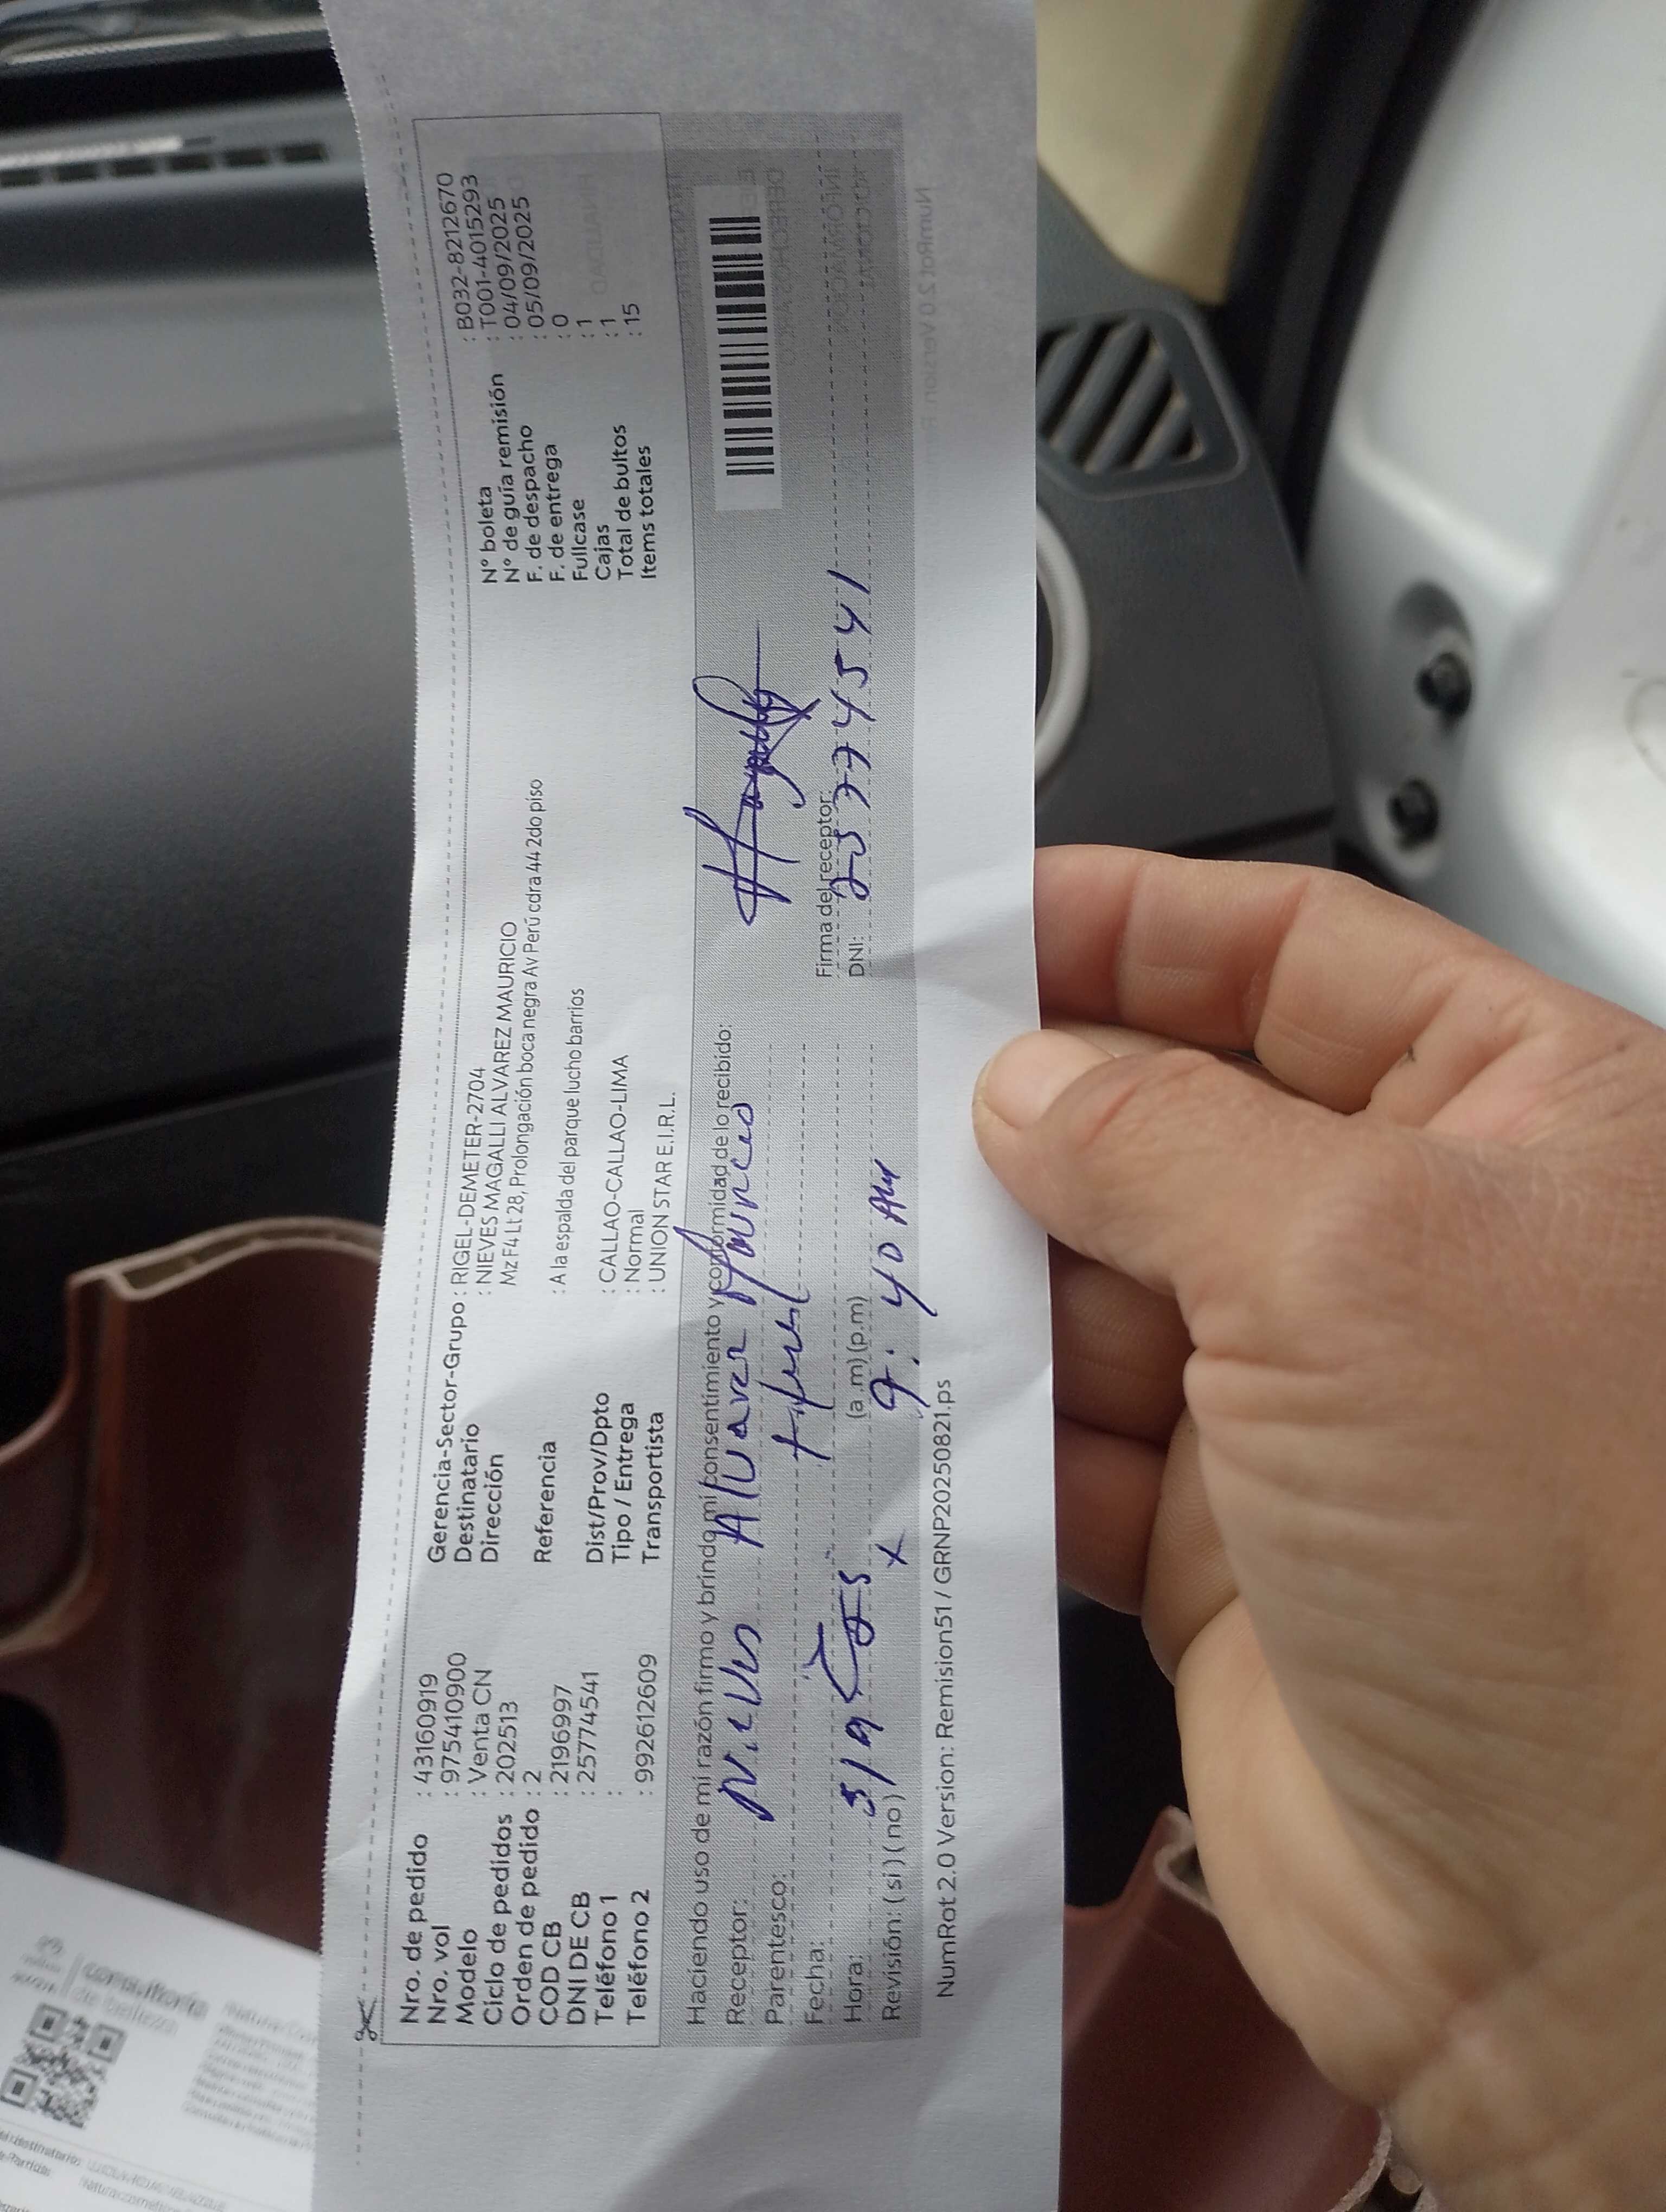 Nro. de pedido : 43160919
Nro. vol : 975410900
Modelo : Venta CN
Ciclo de pedidos : 202513
Orden de pedido : 2
COD CB : 2196997
DNI DE CB : 25774541
Teléfono 1 :
Teléfono 2 : 992612609
Gerencia-Sector-Grupo : RIGEL-DEMETER-2704
Destinatario : NIEVES MAGALLI ALVAREZ MAURICIO
Dirección Mz F4 Lt 28, Prolongación boca negra Av Perú cdra 44 2do piso
Referencia : A la espalda del parque lucho barrios
Dist/Prov/Dpto : CALLAO-CALLAO-LIMA
Tipo / Entrega : Normal
Transportista : UNION STAR E.I.R.L.
N° boleta : B032-8212670
N° de guía remisión : T001-4015293
F. de despacho : 04/09/2025
F. de entrega : 05/09/2025
Fullcase : 0
Cajas : 1
Total de bultos : 1
Items totales : 15
Haciendo uso de mi razón firmo y brindo mi consentimiento y conformidad de lo recibido:
Receptor: Nieves Alvarez Mauricio
Parentesco: titular
Fecha: 5/9
Hora: (a.m) (p.m) 9:40 AM
Revisión: (si) (no) x
Firma del receptor:
DNI: 25774541
NumRot 2.0 Version: Remision51 / GRNP20250821.ps
consultoría
de belleza